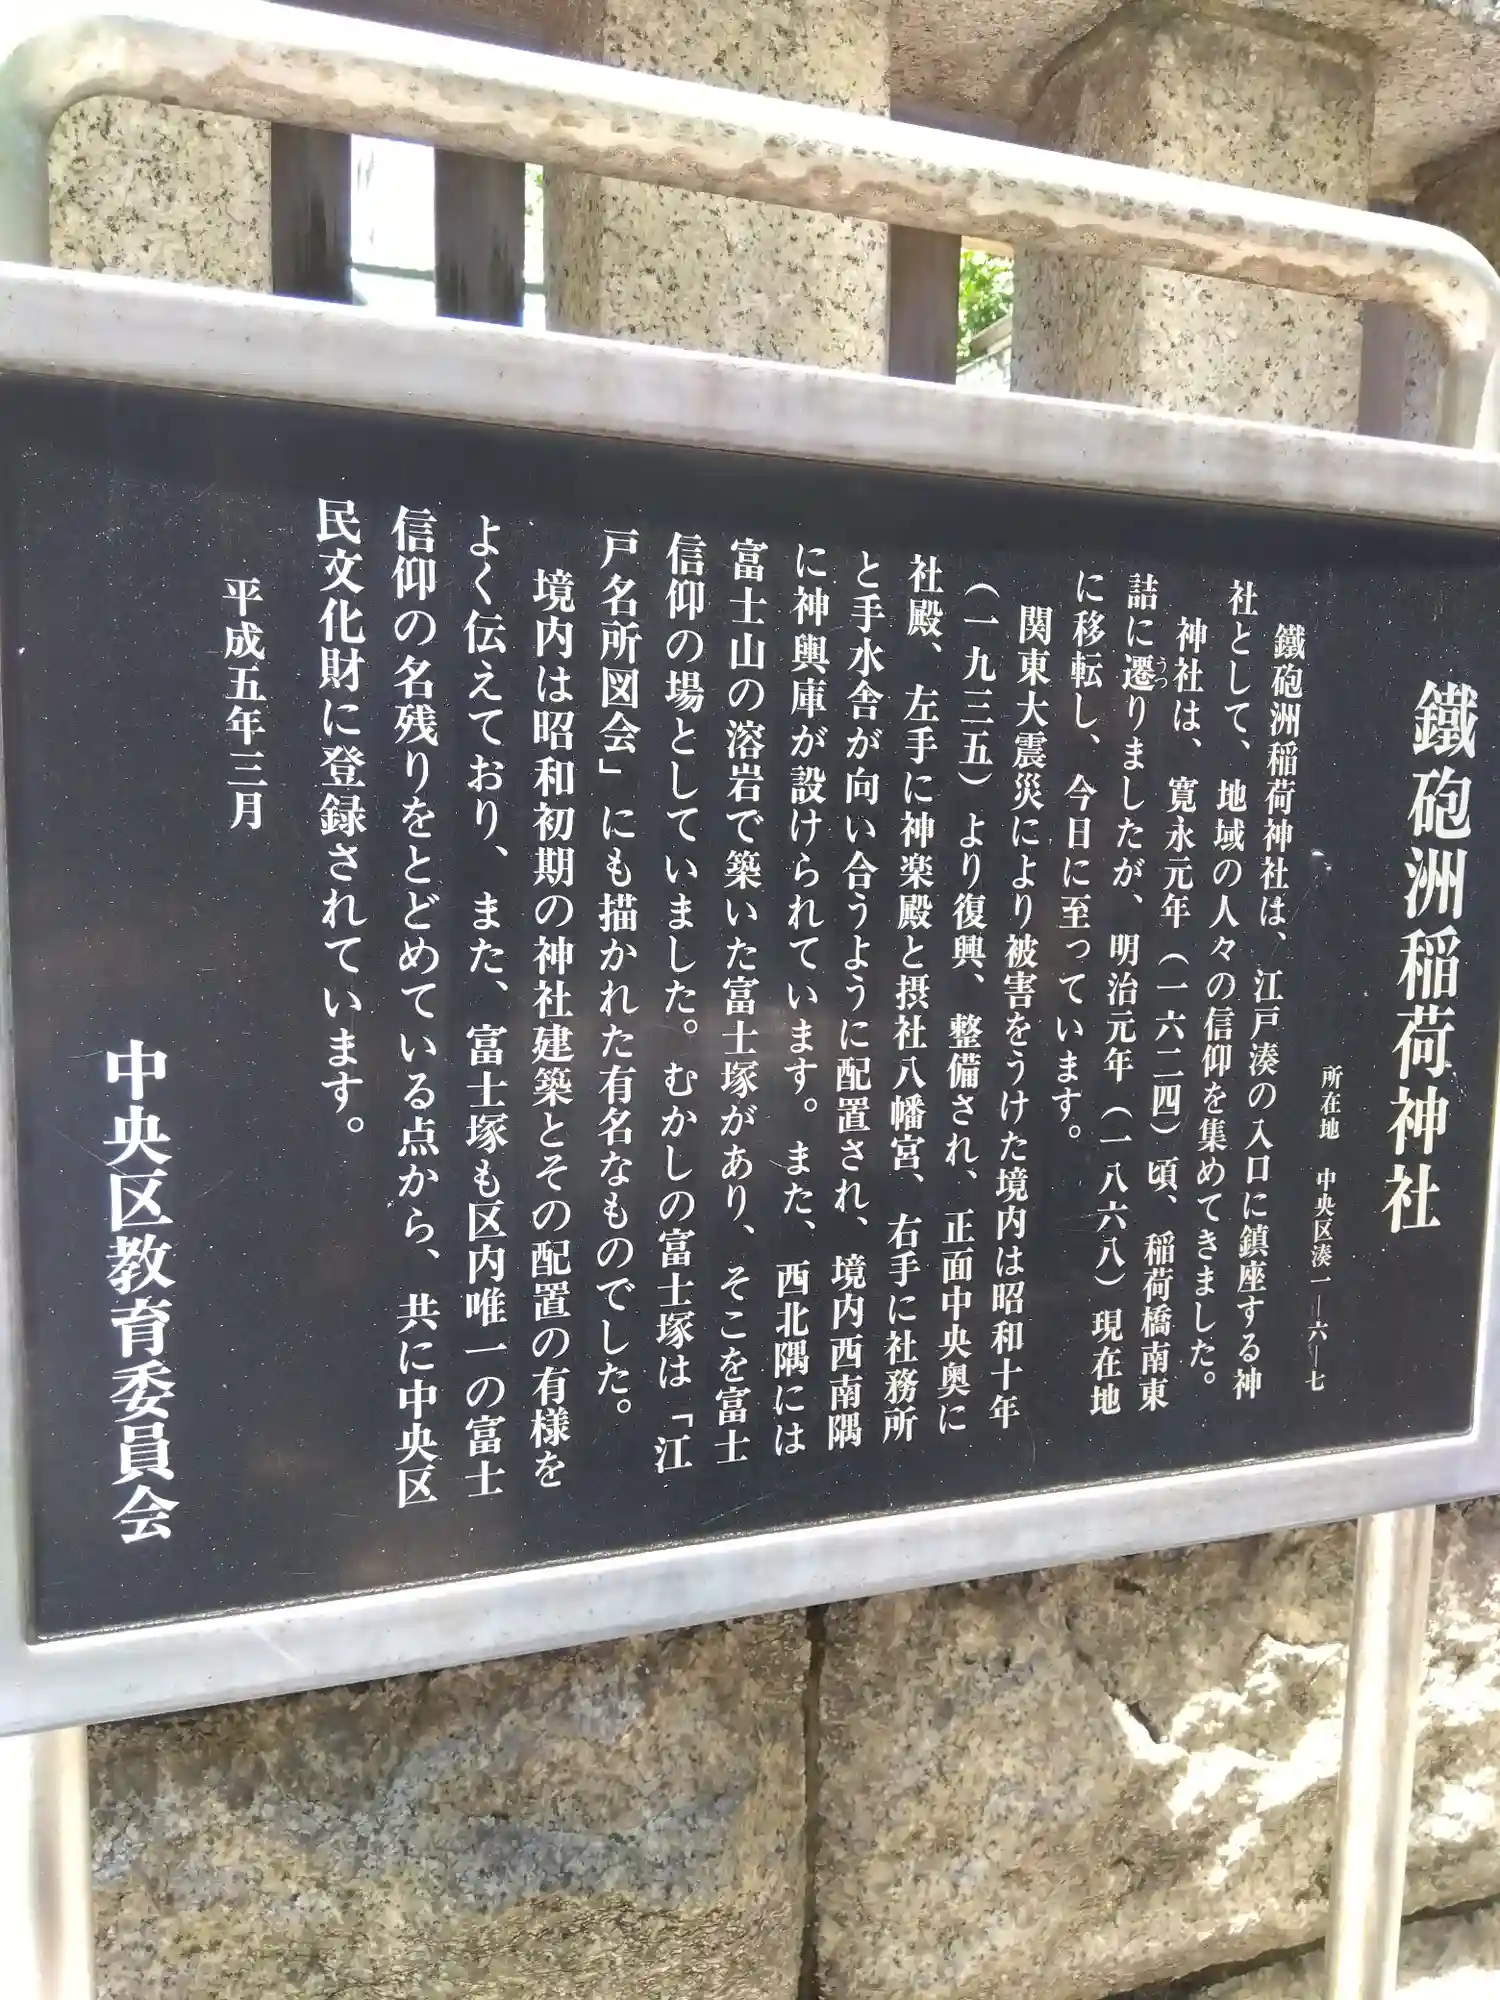 鐵砲洲稲荷神社
所在地 中央区湊一―六―七
鐵砲洲稲荷神社は、江戸湊の入口に鎮座する神
社として、地域の人々の信仰を集めてきました。
神社は、寛永元年（一六二四）頃、稲荷橋南東
詰に遷りましたが、明治元年（一八六八）現在地
うつ
に移転し、今日に至っています。
関東大震災により被害をうけた境内は昭和十年
（一九三五）より復興、整備され、正面中央奥に
社殿、左手に神楽殿と摂社八幡宮、右手に社務所
と手水舎が向い合うように配置され、境内西南隅
に神輿庫が設けられています。また、西北隅には
富士山の溶岩で築いた富士塚があり、そこを富士
信仰の場としていました。むかしの富士塚は「江
戸名所図会」にも描かれた有名なものでした。
境内は昭和初期の神社建築とその配置の有様を
よく伝えており、また、富士塚も区内唯一の富士
信仰の名残りをとどめている点から、共に中央区
民文化財に登録されています。
平成五年三月
中央区教育委員会